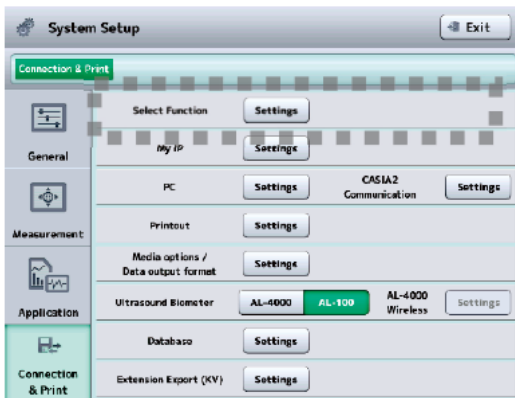 System Setup
Exit
Connection & Print
General
Measurement
Application
Connection
& Print
Select Function Settings
My IP Settings
PC Settings CASIA2
Communication Settings
Printout Settings
Media options /
Data output format Settings
Ultrasound Biometer AL-4000 AL-100 AL-4000
Wireless Settings
Database Settings
Extension Export (KV) Settings